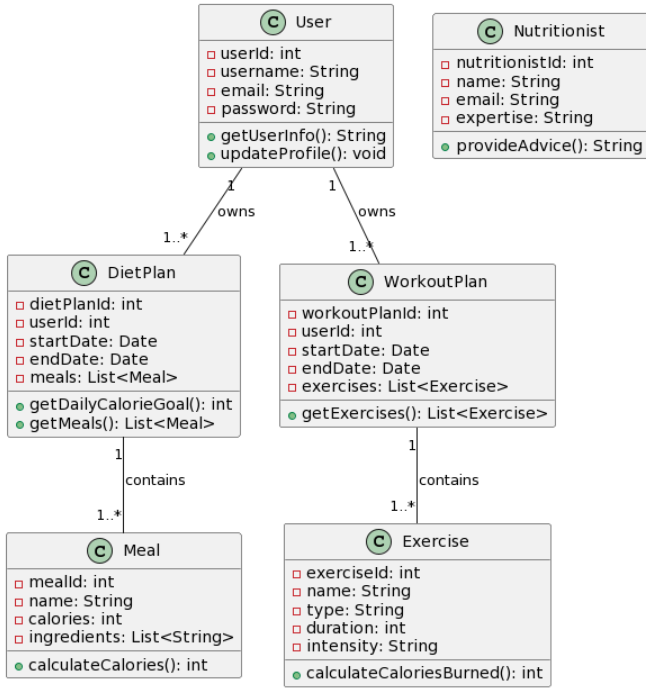 C User
userId: int
username: String
email: String
password: String
getUserInfo(): String
updateProfile(): void
C Nutritionist
nutritionistId: int
name: String
email: String
expertise: String
provideAdvice(): String
1
owns
1..*
1
owns
1..*
C DietPlan
dietPlanId: int
userId: int
startDate: Date
endDate: Date
meals: List<Meal>
getDailyCalorieGoal(): int
getMeals(): List<Meal>
C WorkoutPlan
workoutPlanId: int
userId: int
startDate: Date
endDate: Date
exercises: List<Exercise>
getExercises(): List<Exercise>
1
contains
1..*
1
contains
1..*
C Meal
mealId: int
name: String
calories: int
ingredients: List<String>
calculateCalories(): int
C Exercise
exerciseId: int
name: String
type: String
duration: int
intensity: String
calculateCaloriesBurned(): int